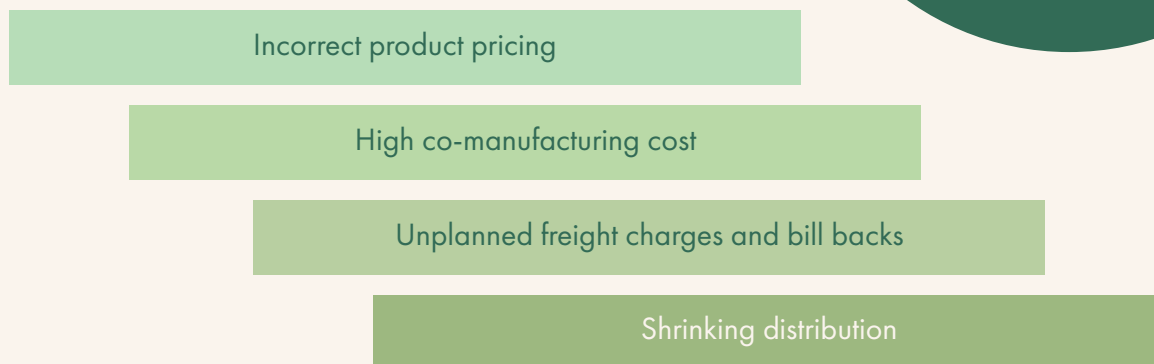 Incorrect product pricing
High co-manufacturing cost
Unplanned freight charges and bill backs
Shrinking distribution